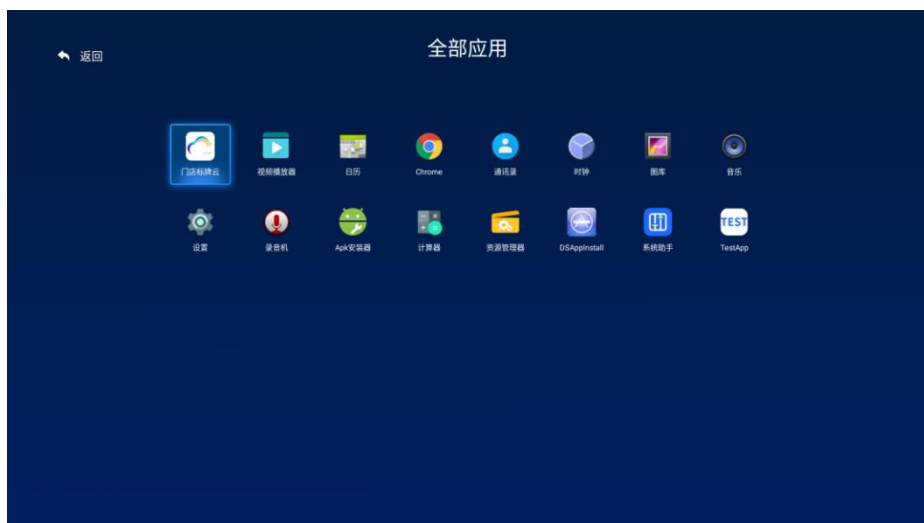 返回
全部应用
门店标牌云
视频播放器
日历
Chrome
通讯录
时钟
图库
音乐
设置
录音机
Apk安装器
计算器
资源管理器
DSAppInstall
系统助手
TEST
TestApp